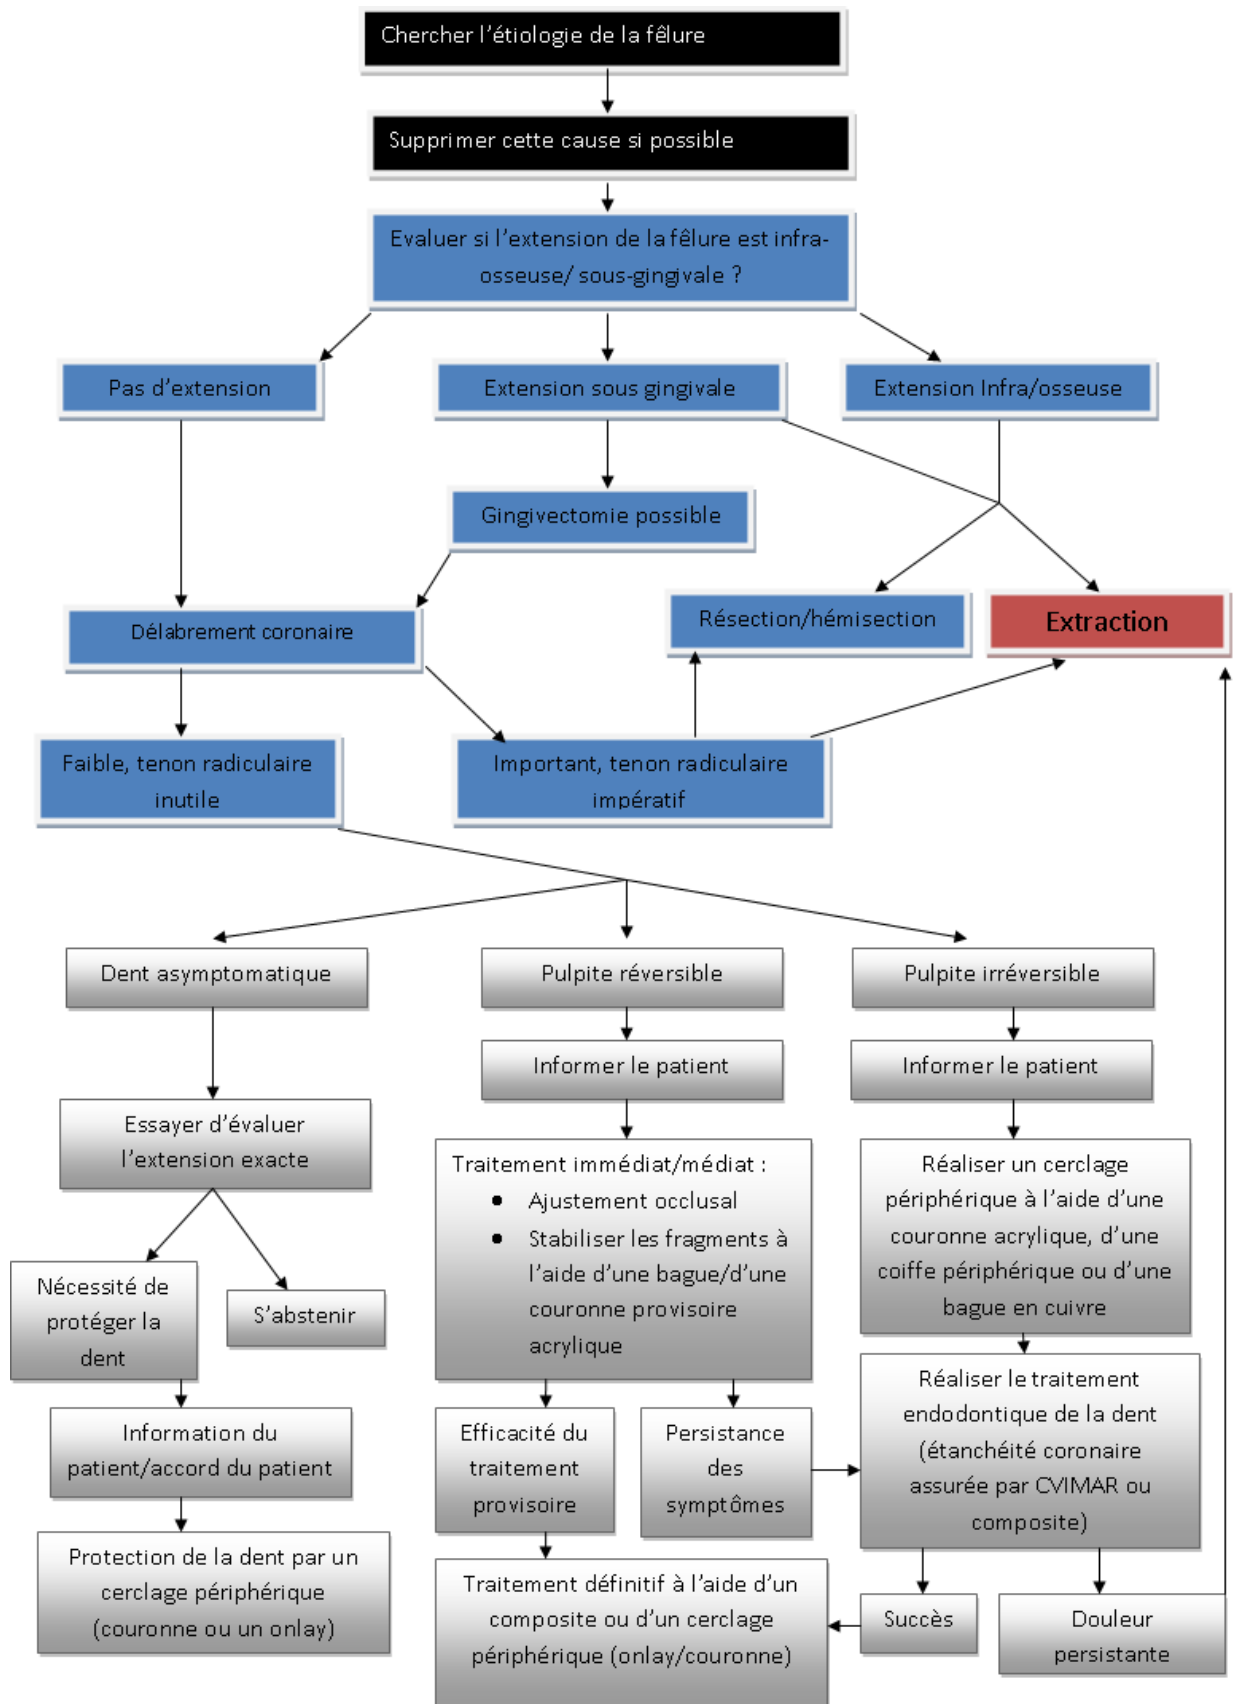 Chercher l'étiologie de la fêlure
Supprimer cette cause si possible
Evaluer si l'extension de la fêlure est infra-
osseuse/ sous-gingivale ?
Pas d'extension
Extension sous gingivale
Extension Infra/osseuse
Gingivectomie possible
Délabrement coronaire
Résection/hémisection
Extraction
Faible, tenon radiculaire
inutile
Important, tenon radiculaire
impératif
Dent asymptomatique
Pulpite réversible
Pulpite irréversible
Informer le patient
Informer le patient
Essayer d'évaluer
l'extension exacte
Traitement immédiat/médiat :
• Ajustement occlusal
• Stabiliser les fragments à
l'aide d'une bague/d'une
couronne provisoire
acrylique
Réaliser un cerclage
périphérique à l'aide d'une
couronne acrylique, d'une
coiffe périphérique ou d'une
bague en cuivre
Nécessité de
protéger la
dent
S'abstenir
Réaliser le traitement
endodontique de la dent
(étanchéité coronaire
assurée par CVIMAR ou
composite)
Information du
patient/accord du patient
Efficacité du
traitement
provisoire
Persistance
des
symptômes
Protection de la dent par un
cerclage périphérique
(couronne ou un onlay)
Traitement définitif à l'aide d'un
composite ou d'un cerclage
périphérique (onlay/couronne)
Succès
Douleur
persistante